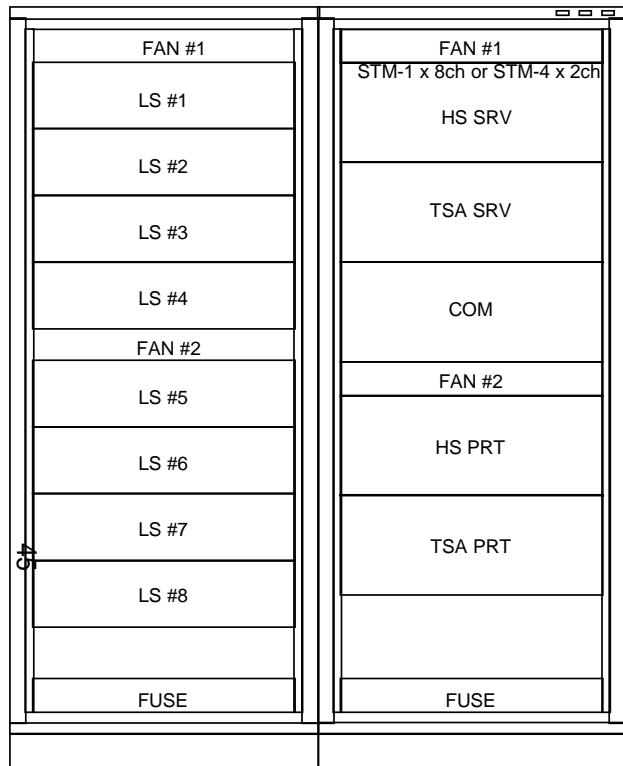 FAN #1
LS #1
LS #2
LS #3
LS #4
FAN #2
LS #5
LS #6
LS #7
LS #8
FUSE
45
FAN #1
STM-1 x 8ch or STM-4 x 2ch
HS SRV
TSA SRV
COM
FAN #2
HS PRT
TSA PRT
FUSE